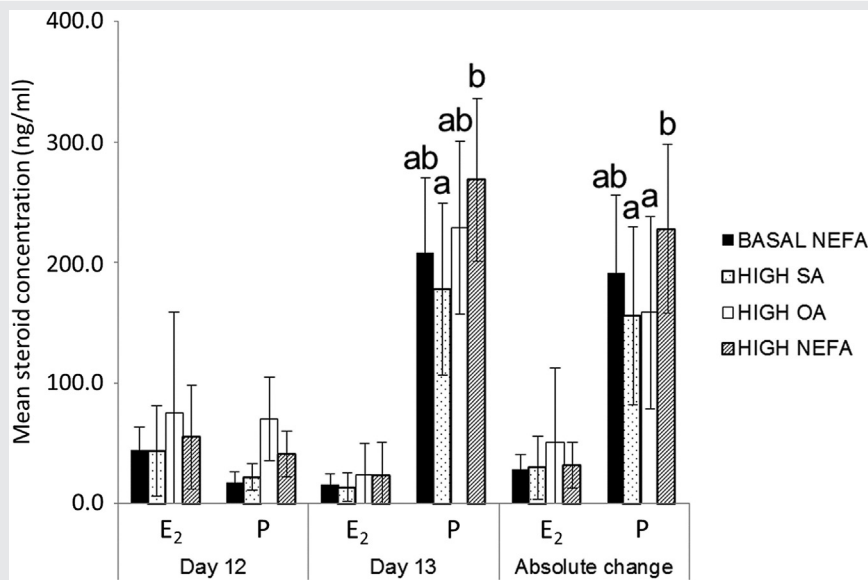 Mean steroid concentration (ng/ml)
400.0
300.0
200.0
100.0
0.0
ab
a
ab
b
ab
a
a
b
E₂ P E₂ P E₂ P
Day 12 Day 13 Absolute change
BASAL NEFA
HIGH SA
HIGH OA
HIGH NEFA